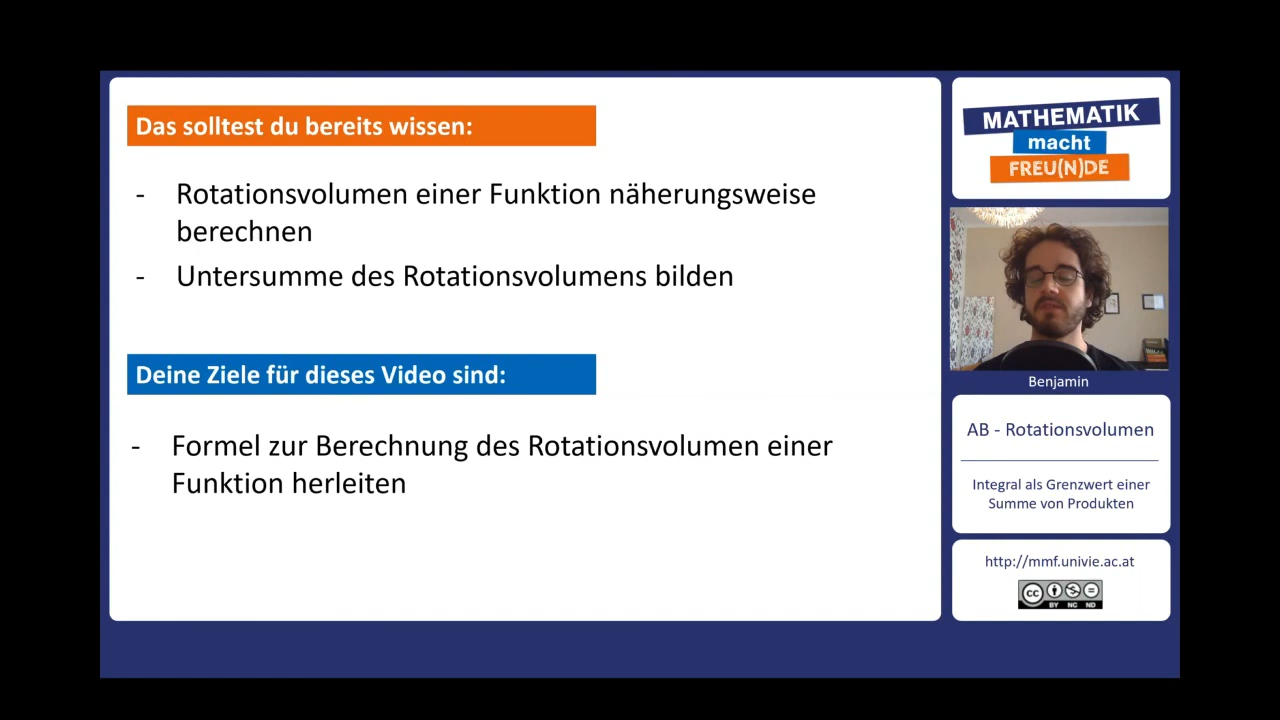 Das solltest du bereits wissen:
- Rotationsvolumen einer Funktion näherungsweise
berechnen
- Untersumme des Rotationsvolumens bilden
Deine Ziele für dieses Video sind:
- Formel zur Berechnung des Rotationsvolumen einer
Funktion herleiten
MATHEMATIK
macht
FREU(N)DE
Benjamin
AB - Rotationsvolumen
Integral als Grenzwert einer
Summe von Produkten
http://mmf.univie.ac.at
cc
BY NC ND